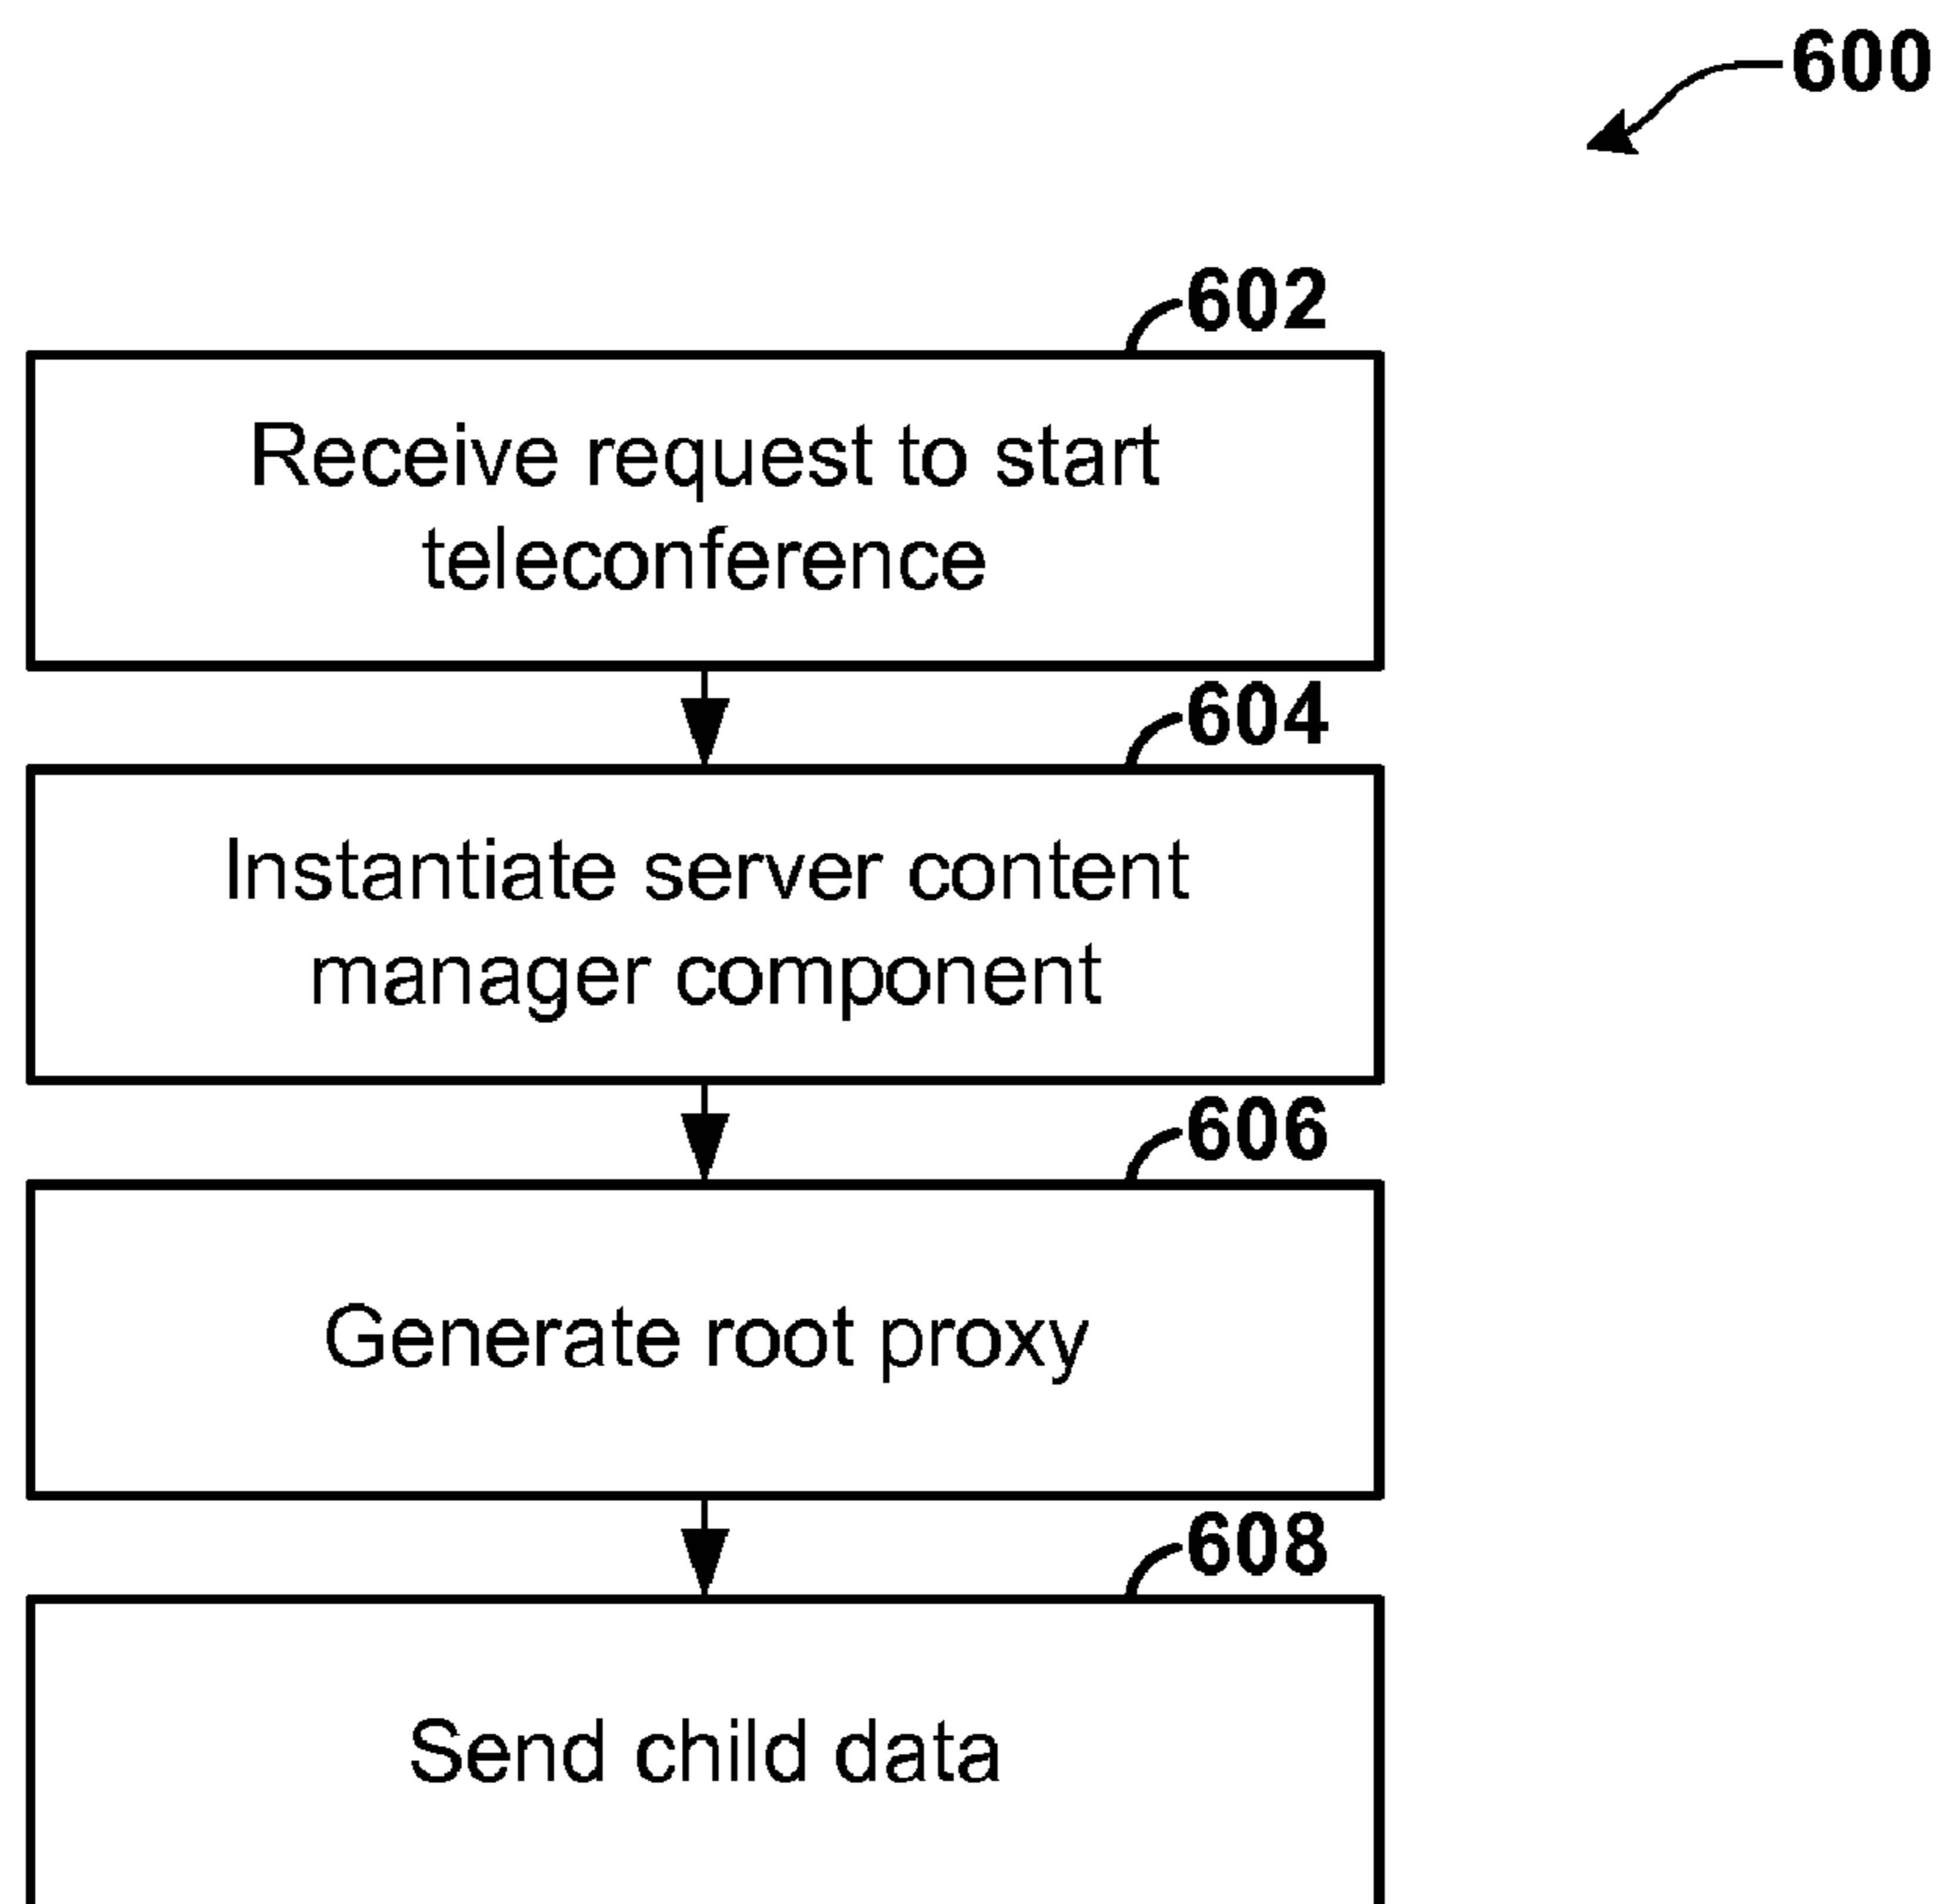 600
602
Receive request to start
teleconference
604
Instantiate server content
manager component
606
Generate root proxy
608
Send child data